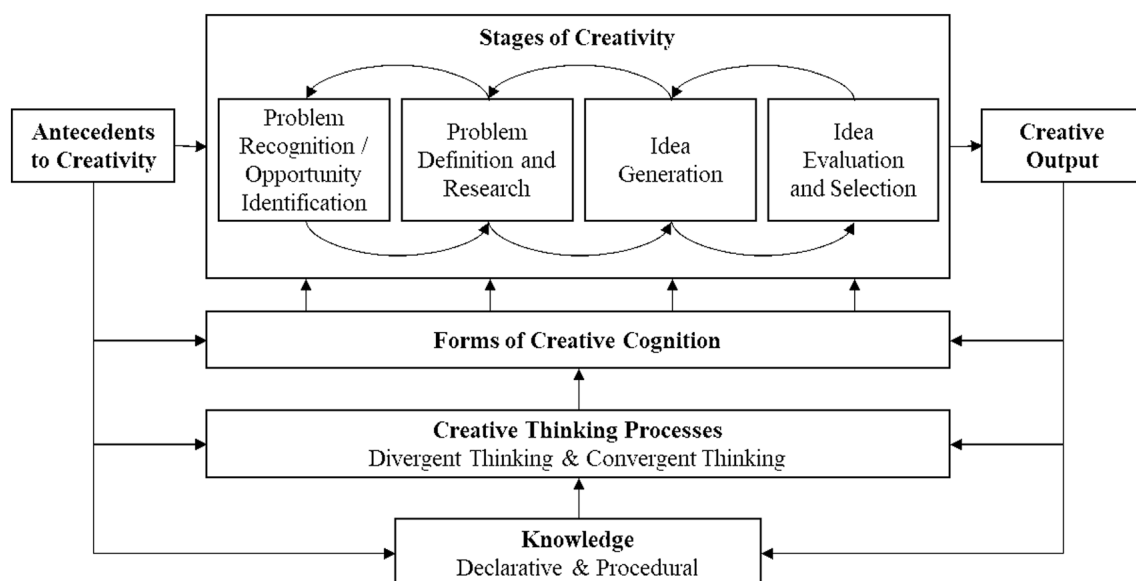 Stages of Creativity
Antecedents
to Creativity
Problem
Recognition /
Opportunity
Identification
Problem
Definition and
Research
Idea
Generation
Idea
Evaluation
and Selection
Creative
Output
Forms of Creative Cognition
Creative Thinking Processes
Divergent Thinking & Convergent Thinking
Knowledge
Declarative & Procedural